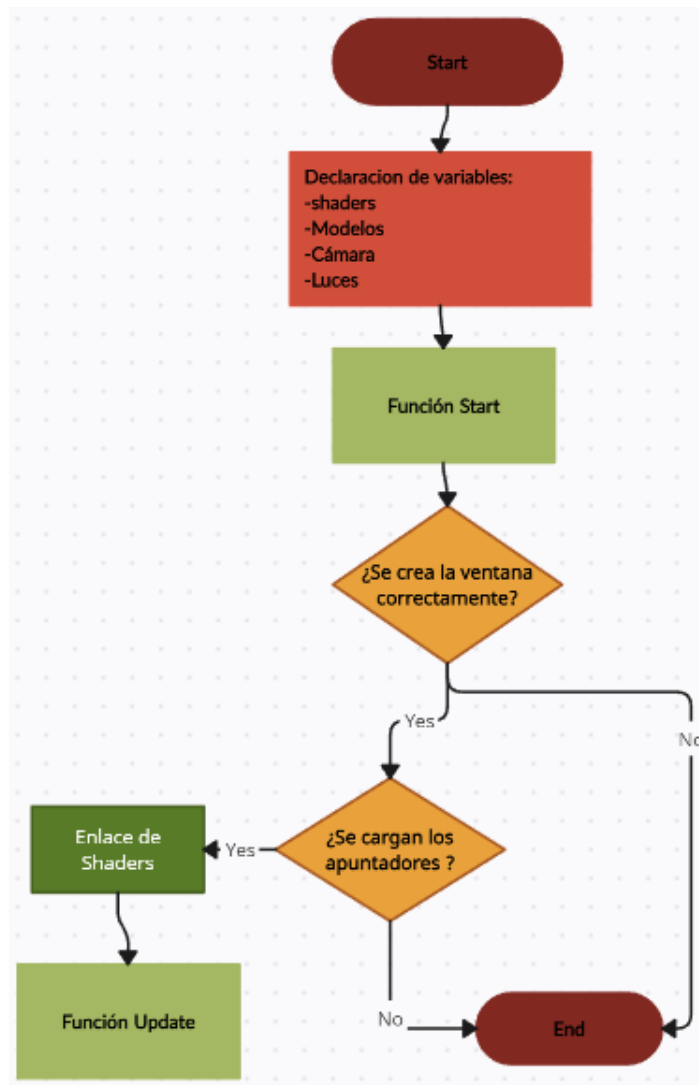 Start
Declaracion de variables:
-shaders
-Modelos
-Cámara
-Luces
Función Start
¿Se crea la ventana
correctamente?
Yes
No
¿Se cargan los
apuntadores ?
Yes
Enlace de
Shaders
Función Update
No
End